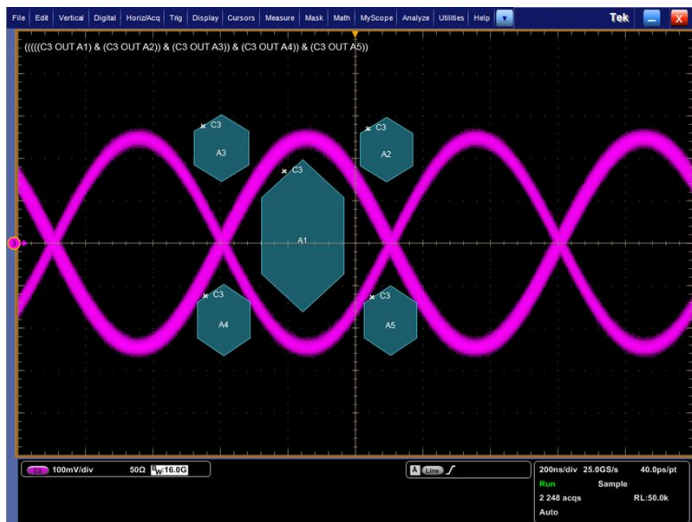 File Edit Vertical Digital Horiz/Acq Trig Display Cursors Measure Mask Math MyScope Analyze Utilities Help Tek
(((((C3 OUT A1) & (C3 OUT A2)) & (C3 OUT A3)) & (C3 OUT A4)) & (C3 OUT A5))
C3 C3
A3 A2
C3
A1
C3 C3
A4 A5
C3 100mV/div 50Ω BW:16.0G A Line 200ns/div 25.0GS/s 40.0ps/pt
Run Sample
2 248 acqs RL:50.0k
Auto